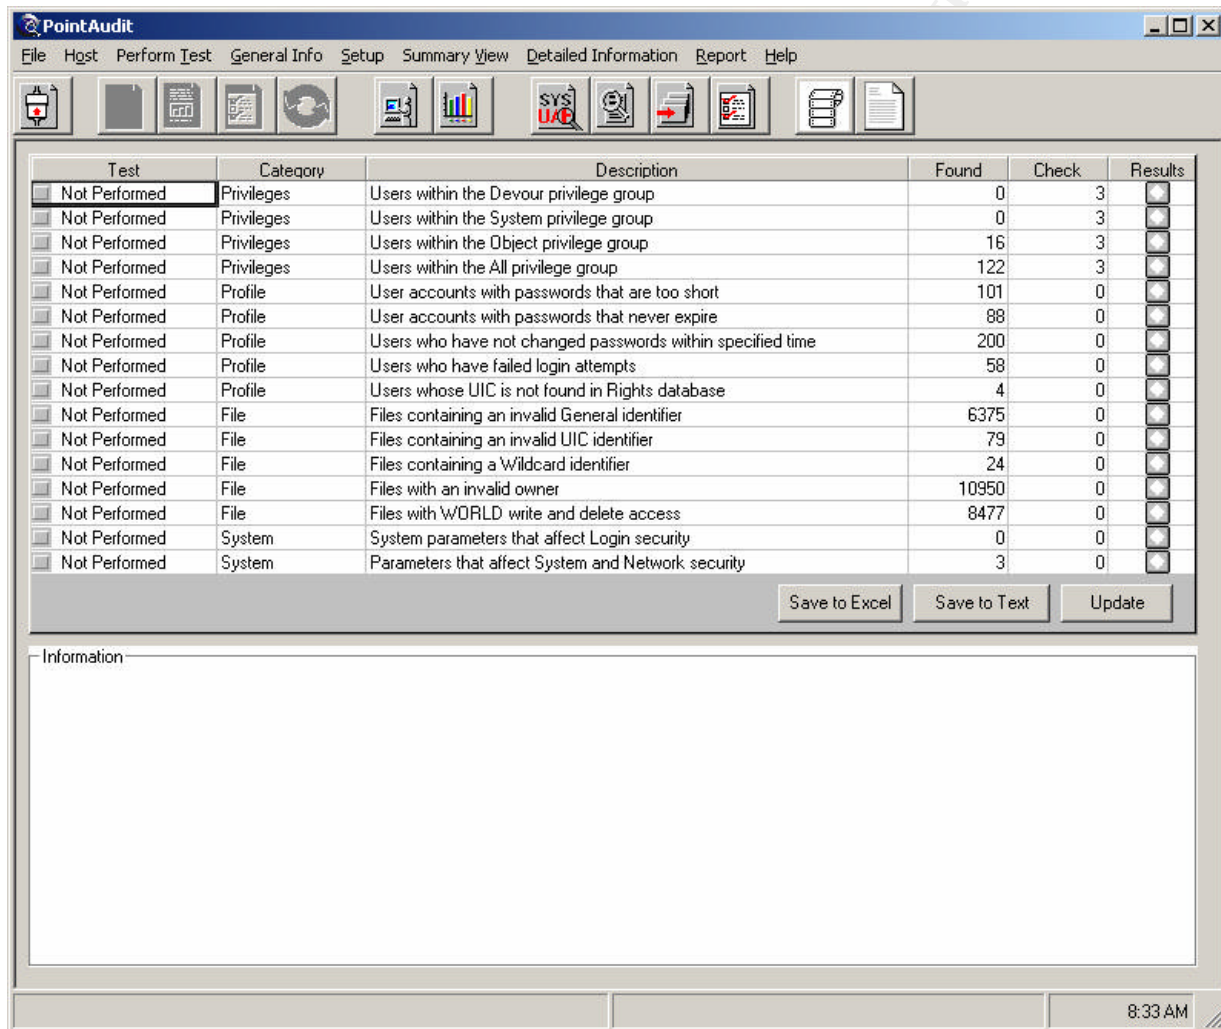 PointAudit
File Host Perform Test General Info Setup Summary View Detailed Information Report Help
SYS
UAF
Test Category Description Found Check Results
Not Performed Privileges Users within the Devour privilege group 0 3
Not Performed Privileges Users within the System privilege group 0 3
Not Performed Privileges Users within the Object privilege group 16 3
Not Performed Privileges Users within the All privilege group 122 3
Not Performed Profile User accounts with passwords that are too short 101 0
Not Performed Profile User accounts with passwords that never expire 88 0
Not Performed Profile Users who have not changed passwords within specified time 200 0
Not Performed Profile Users who have failed login attempts 58 0
Not Performed Profile Users whose UIC is not found in Rights database 4 0
Not Performed File Files containing an invalid General identifier 6375 0
Not Performed File Files containing an invalid UIC identifier 79 0
Not Performed File Files containing a Wildcard identifier 24 0
Not Performed File Files with an invalid owner 10950 0
Not Performed File Files with WORLD write and delete access 8477 0
Not Performed System System parameters that affect Login security 0 0
Not Performed System Parameters that affect System and Network security 3 0
Save to Excel Save to Text Update
Information
8:33 AM